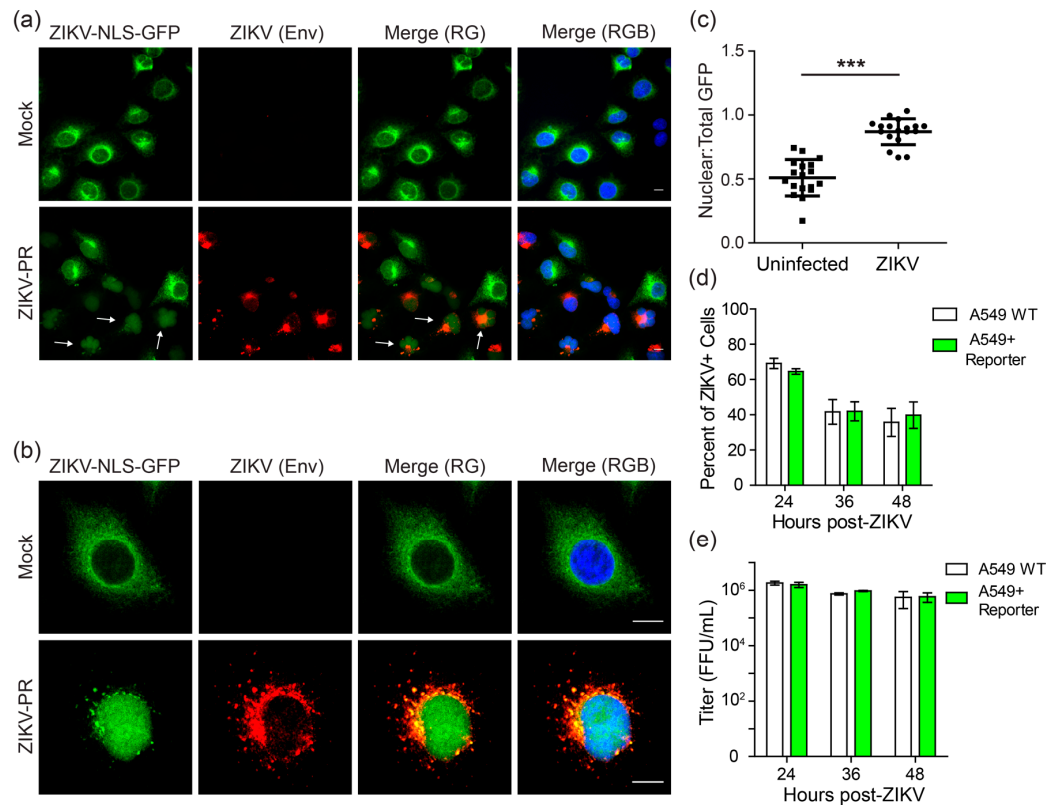 (a)
ZIKV-NLS-GFP ZIKV (Env) Merge (RG) Merge (RGB)
Mock
ZIKV-PR
(b)
ZIKV-NLS-GFP ZIKV (Env) Merge (RG) Merge (RGB)
Mock
ZIKV-PR
(c)
Nuclear:Total GFP
1.5
1.0
0.5
0.0
***
Uninfected ZIKV
(d)
Percent of ZIKV+ Cells
100
80
60
40
20
0
24 36 48
Hours post-ZIKV
A549 WT
A549+
Reporter
(e)
Titer (FFU/mL)
10⁶
10⁴
10²
0
24 36 48
Hours post-ZIKV
A549 WT
A549+
Reporter